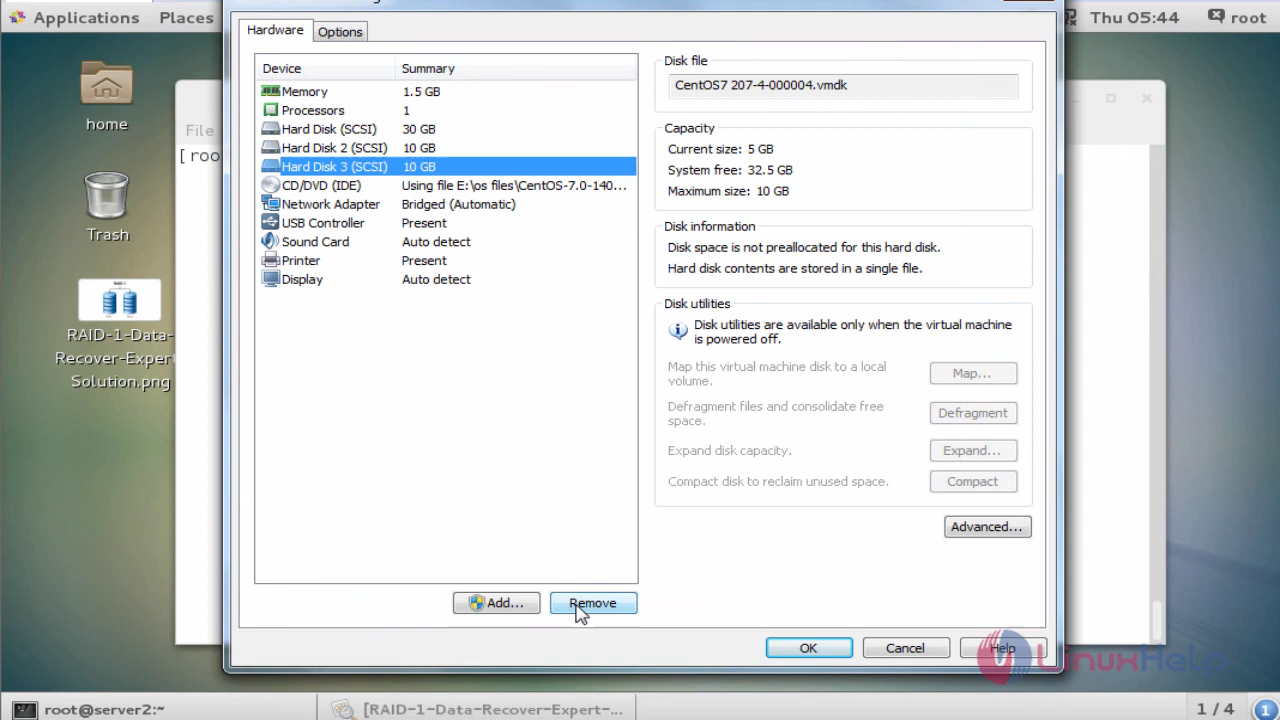 Applications Places
Thu 05:44 root
home
Trash
RAID-1-Data-
Recover-Expert
Solution.png
File
[ roo
Hardware Options
Device Summary
Memory 1.5 GB
Processors 1
Hard Disk (SCSI) 30 GB
Hard Disk 2 (SCSI) 10 GB
Hard Disk 3 (SCSI) 10 GB
CD/DVD (IDE) Using file E:\os files\CentOS-7.0-140...
Network Adapter Bridged (Automatic)
USB Controller Present
Sound Card Auto detect
Printer Present
Display Auto detect
Add... Remove
Disk file
CentOS7 207-4-000004.vmdk
Capacity
Current size: 5 GB
System free: 32.5 GB
Maximum size: 10 GB
Disk information
Disk space is not preallocated for this hard disk.
Hard disk contents are stored in a single file.
Disk utilities
Disk utilities are available only when the virtual machine
is powered off.
Map this virtual machine disk to a local
volume.
Map...
Defragment files and consolidate free
space.
Defragment
Expand disk capacity.
Expand...
Compact disk to reclaim unused space.
Compact
Advanced...
OK Cancel Help
LinuxHelp
root@server2:~
[RAID-1-Data-Recover-Expert-...
1 / 4
1